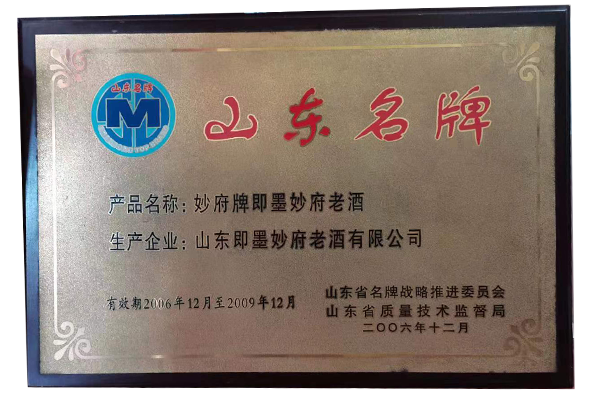 山东名牌
M
山东名牌
产品名称：妙府牌即墨妙府老酒
生产企业：山东即墨妙府老酒有限公司
有效期2006年12月至2009年12月
山东省名牌战略推进委员会
山东省质量技术监督局
二〇〇六年十二月